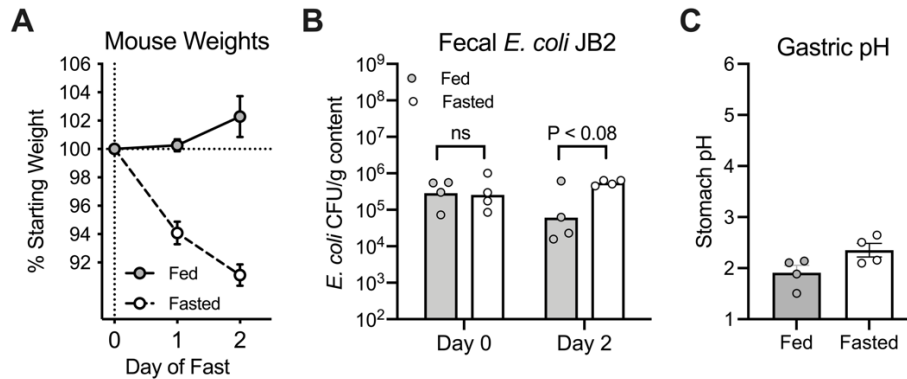 A
Mouse Weights
106
104
102
100
96
94
92
% Starting Weight
Fed
Fasted
0
1
2
Day of Fast
B
Fecal E. coli JB2
Fed
Fasted
ns
P < 0.08
10⁹
10⁸
10⁷
10⁶
10⁵
10⁴
10³
10²
E. coli CFU/g content
Day 0
Day 2
C
Gastric pH
6
5
4
3
2
1
Stomach pH
Fed
Fasted